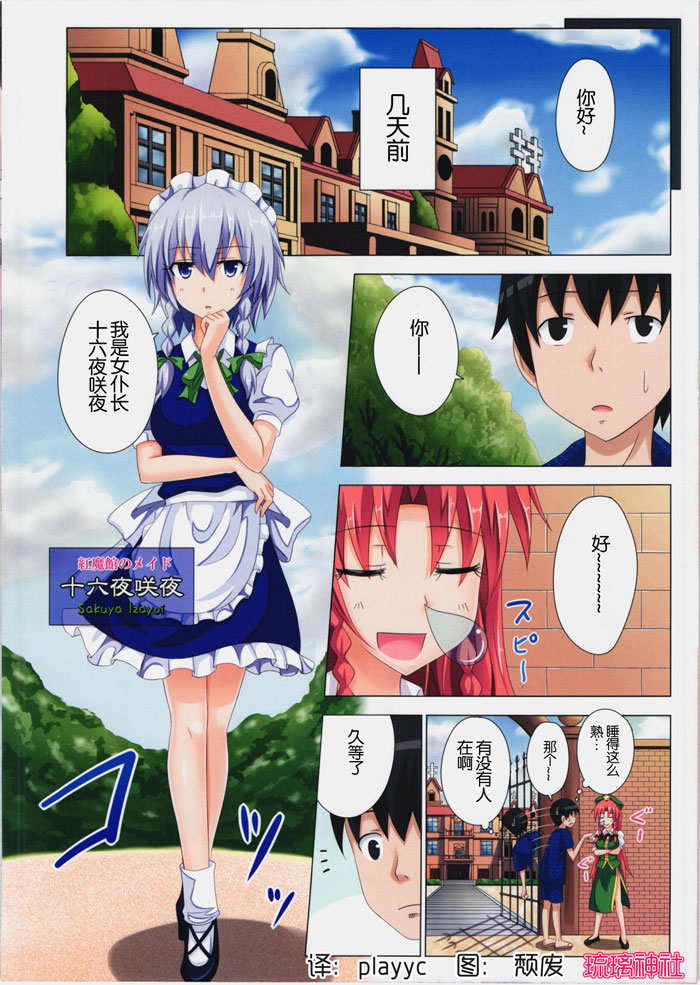 你好~
几天前
你——
好~~~~~~
スピー
睡得这么
熟…
那个~~
有没有人
在啊
ぐー
ぐー
久等了
我是女仆长
十六夜咲夜
紅魔館のメイド
十六夜咲夜
Sakuya Izayoi
コッ
译: playyc 图: 颓废
琉璃神社